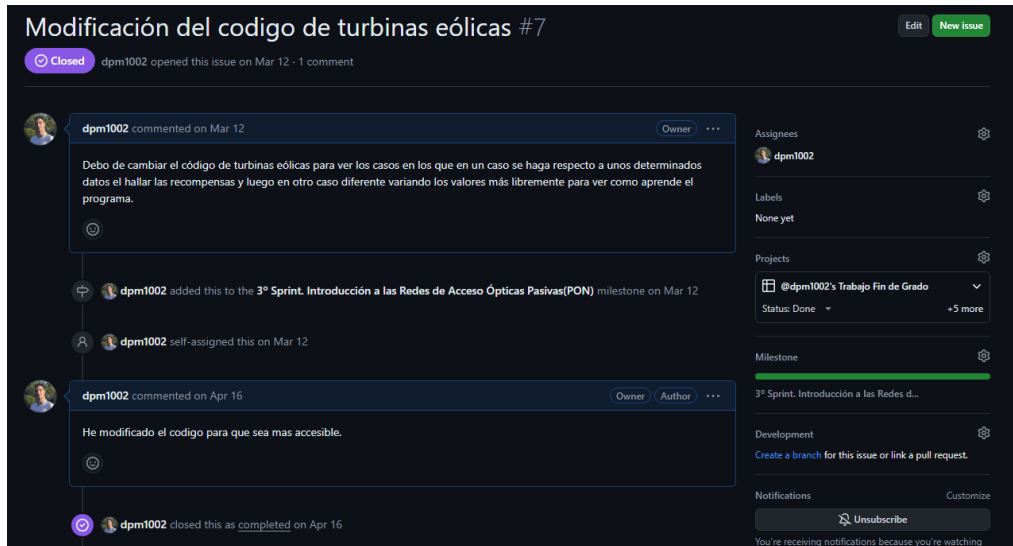 Modificación del codigo de turbinas eólicas #7
Edit
New issue
Closed
dpm1002 opened this issue on Mar 12 · 1 comment
dpm1002 commented on Mar 12
Owner
Debo de cambiar el código de turbinas eólicas para ver los casos en los que en un caso se haga respecto a unos determinados
datos el hallar las recompensas y luego en otro caso diferente variando los valores más libremente para ver como aprende el
programa.
dpm1002 added this to the 3º Sprint. Introducción a las Redes de Acceso Ópticas Pasivas(PON) milestone on Mar 12
dpm1002 self-assigned this on Mar 12
dpm1002 commented on Apr 16
Owner
Author
He modificado el codigo para que sea mas accesible.
dpm1002 closed this as completed on Apr 16
Assignees
dpm1002
Labels
None yet
Projects
@dpm1002's Trabajo Fin de Grado
Status: Done
+5 more
Milestone
3º Sprint. Introducción a las Redes d...
Development
Create a branch for this issue or link a pull request.
Notifications
Customize
Unsubscribe
You're receiving notifications because you're watching